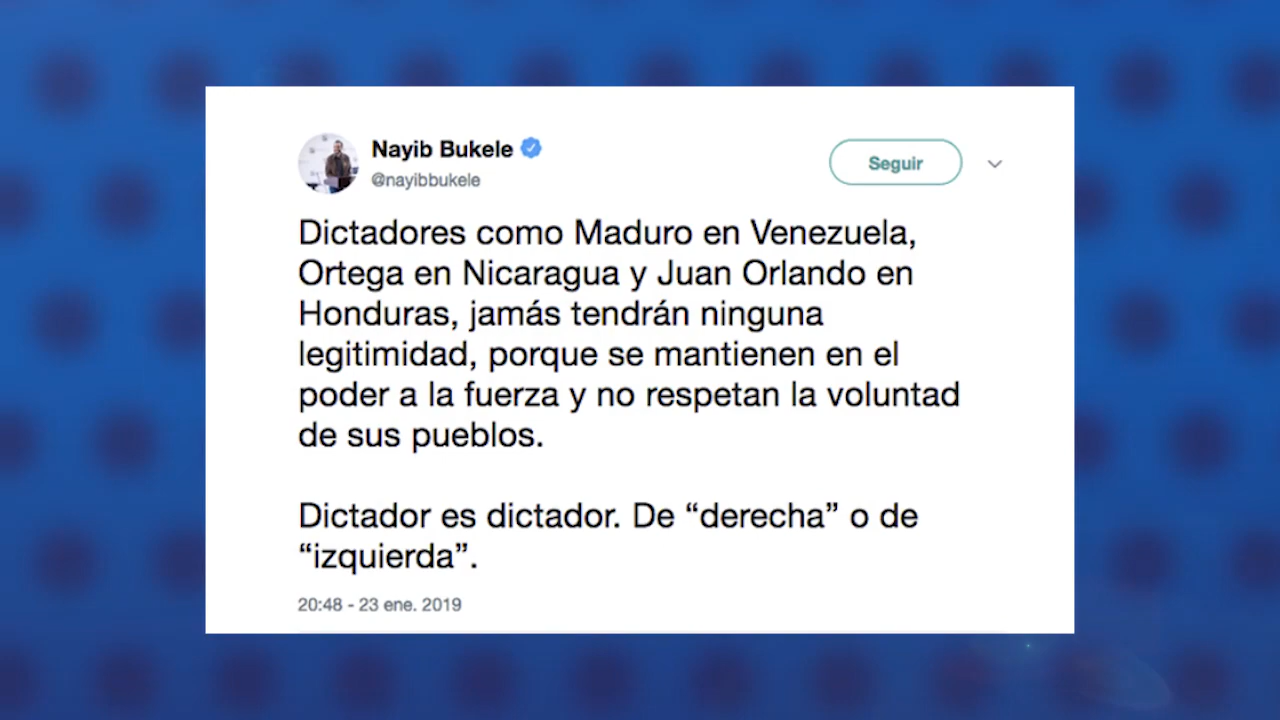 Nayib Bukele
@nayibbukele
Seguir
Dictadores como Maduro en Venezuela,
Ortega en Nicaragua y Juan Orlando en
Honduras, jamás tendrán ninguna
legitimidad, porque se mantienen en el
poder a la fuerza y no respetan la voluntad
de sus pueblos.
Dictador es dictador. De “derecha” o de
“izquierda”.
20:48 - 23 ene. 2019